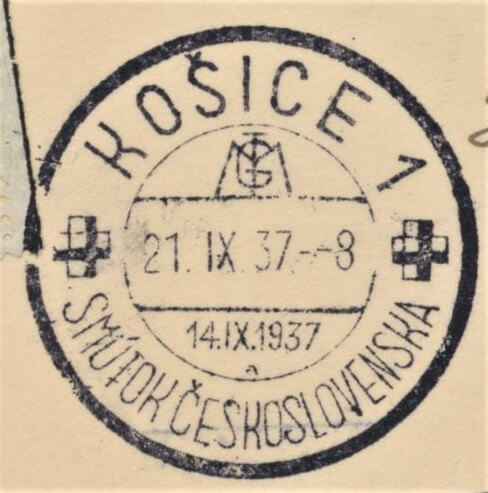 KOŠICE 1
TGM
21. IX. 37.--8
14.IX.1937
a
SMÚTOK ČESKOSLOVENSKA